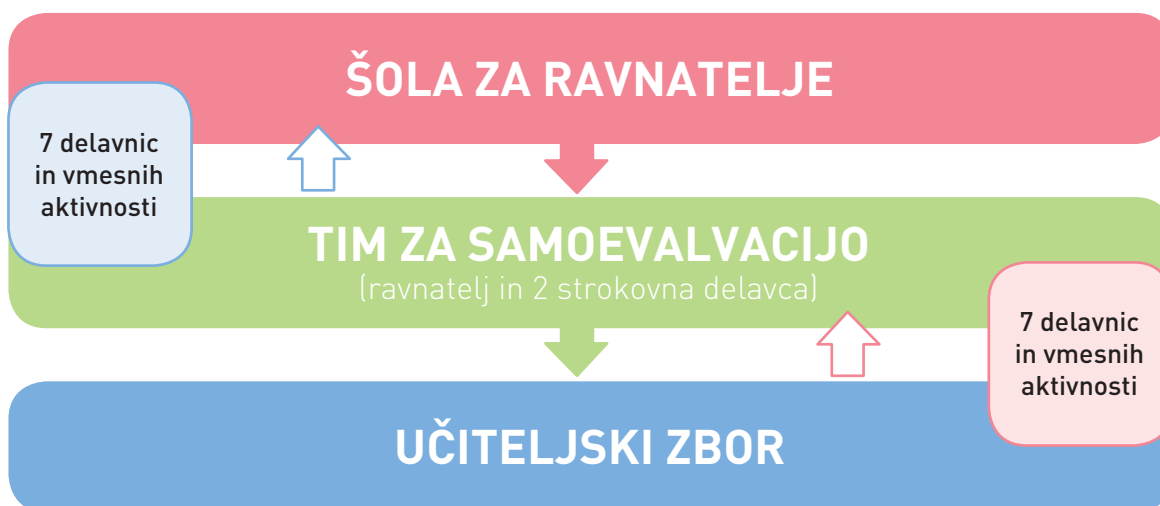 ŠOLA ZA RAVNATELJE
7 delavnic
in vmesnih
aktivnosti
TIM ZA SAMOEVALVACIJO
(ravnatelj in 2 strokovna delavca)
7 delavnic
in vmesnih
aktivnosti
UČITELJSKI ZBOR